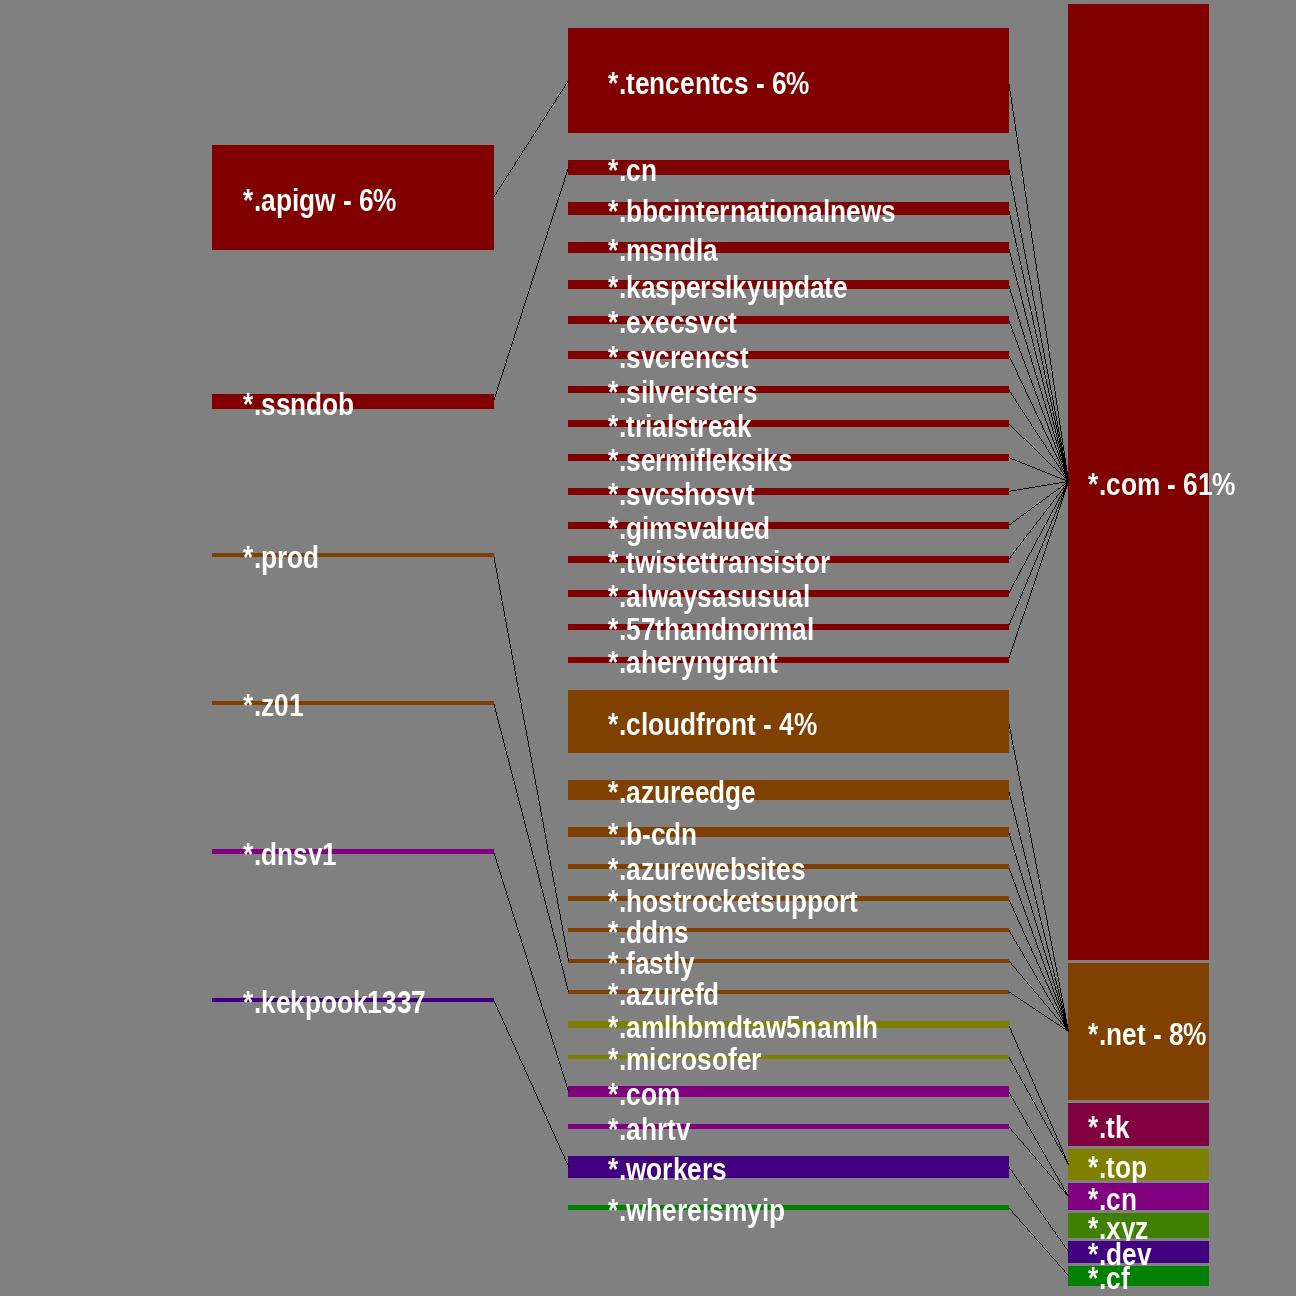 *.apigw - 6%
*.ssndob
*.prod
*.z01
*.dnsv1
*.kekpook1337
*.tencentcs - 6%
*.cn
*.bbcinternationalnews
*.msndla
*.kasperslkyupdate
*.execsvct
*.svcrencst
*.silversters
*.trialstreak
*.sermifleksiks
*.svcshosvt
*.gimsvalued
*.twistettransistor
*.alwaysasusual
*.57thandnormal
*.aheryngrant
*.cloudfront - 4%
*.azureedge
*.b-cdn
*.azurewebsites
*.hostrocketsupport
*.ddns
*.fastly
*.azurefd
*.amlhbmdtaw5namlh
*.microsofer
*.com
*.ahrtv
*.workers
*.whereismyip
*.com - 61%
*.net - 8%
*.tk
*.top
*.cn
*.xyz
*.dev
*.cf